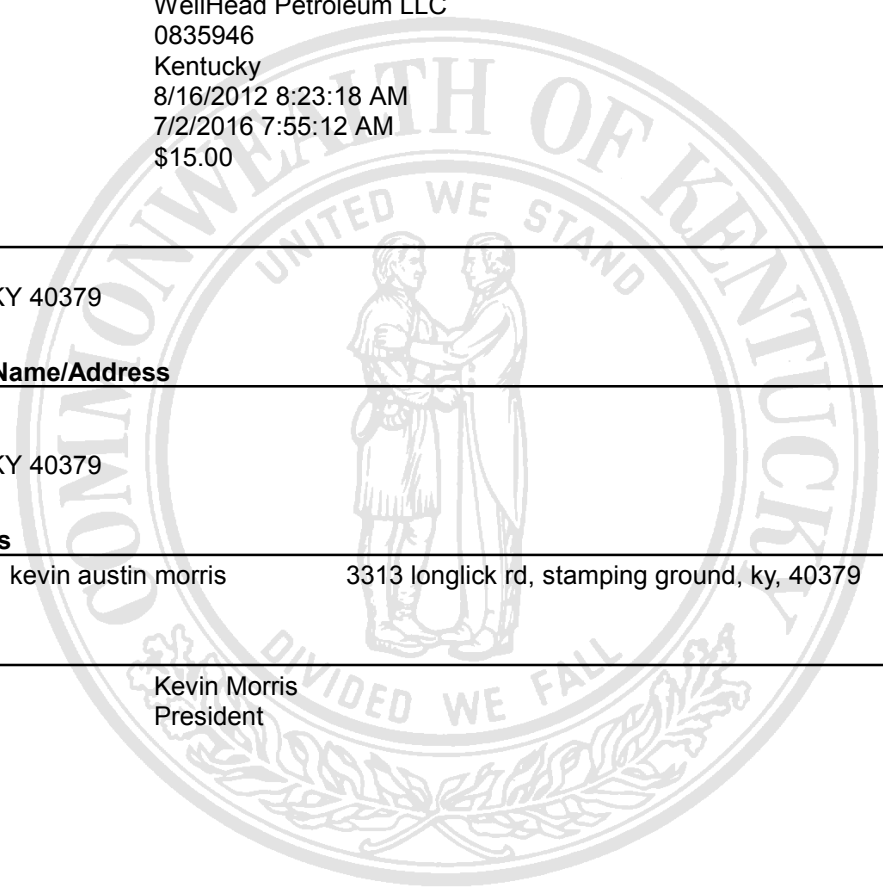 WellHead Petroleum LLC
0835946
Kentucky
8/16/2012 8:23:18 AM
7/2/2016 7:55:12 AM
$15.00
KY 40379
Name/Address
KY 40379
s
kevin austin morris 3313 longlick rd, stamping ground, ky, 40379
Kevin Morris
President
COMMONWEALTH OF KENTUCKY
UNITED WE STAND
DIVIDED WE FALL